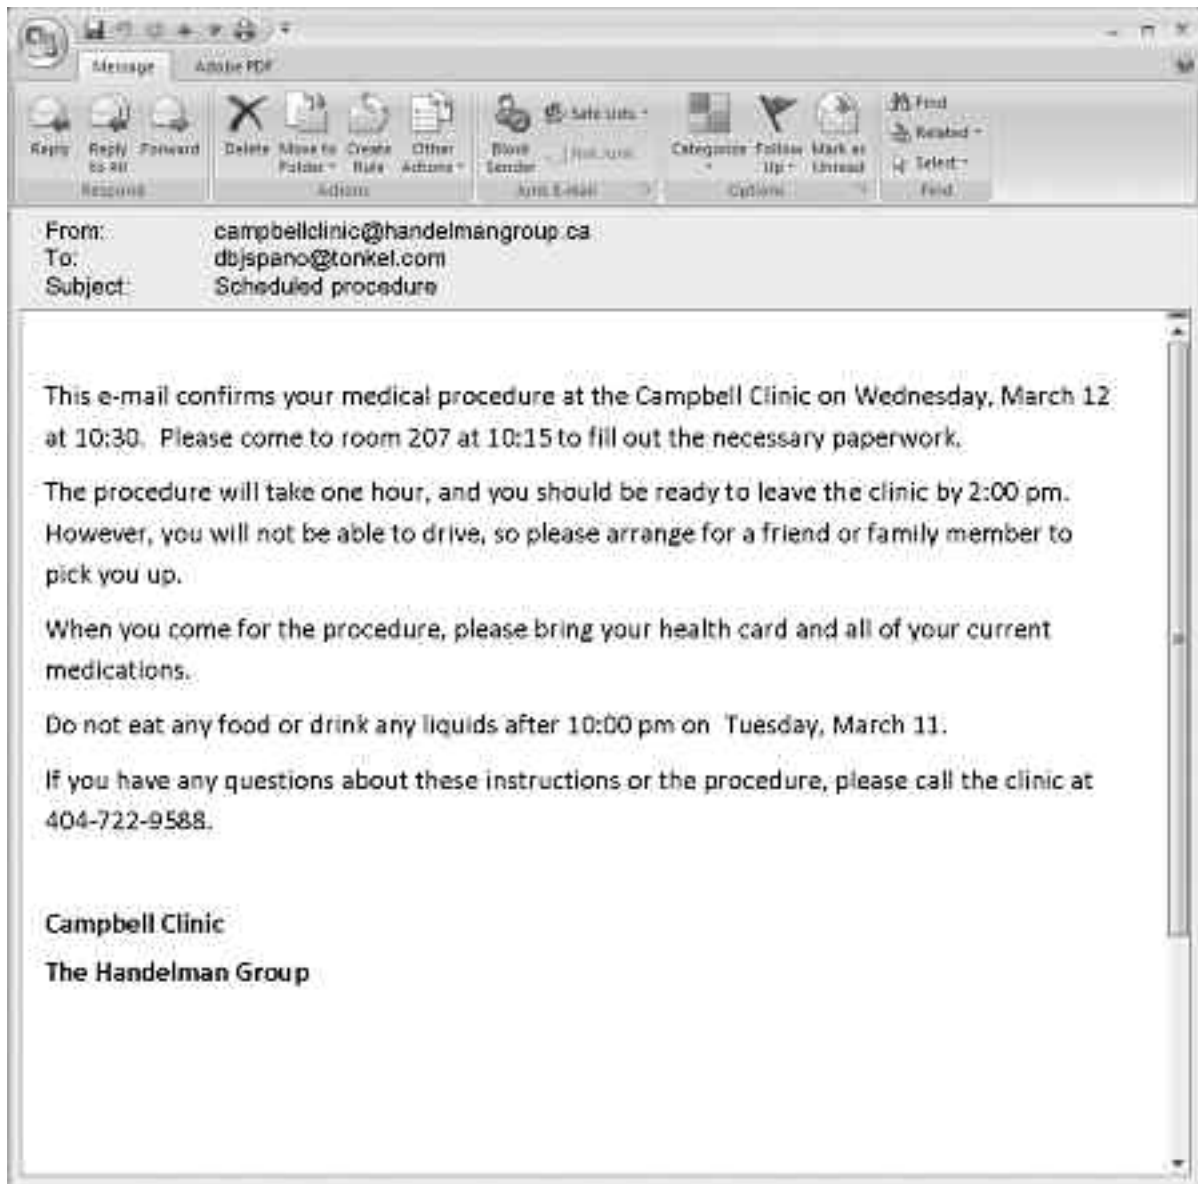 Message Adobe PDF
Reply Reply to All Forward Delete Move to Folder Create Rule Other Actions Block Sender Safe Lists Not Junk Categorize Follow Up Mark as Unread Find Related Select
Respond Actions Junk E-mail Options Find
From: campbellclinic@handelmangroup.ca
To: dbjspano@tonkel.com
Subject: Scheduled procedure
This e-mail confirms your medical procedure at the Campbell Clinic on Wednesday, March 12
at 10:30. Please come to room 207 at 10:15 to fill out the necessary paperwork.
The procedure will take one hour, and you should be ready to leave the clinic by 2:00 pm.
However, you will not be able to drive, so please arrange for a friend or family member to
pick you up.
When you come for the procedure, please bring your health card and all of your current
medications.
Do not eat any food or drink any liquids after 10:00 pm on Tuesday, March 11.
If you have any questions about these instructions or the procedure, please call the clinic at
404-722-9588.
Campbell Clinic
The Handelman Group